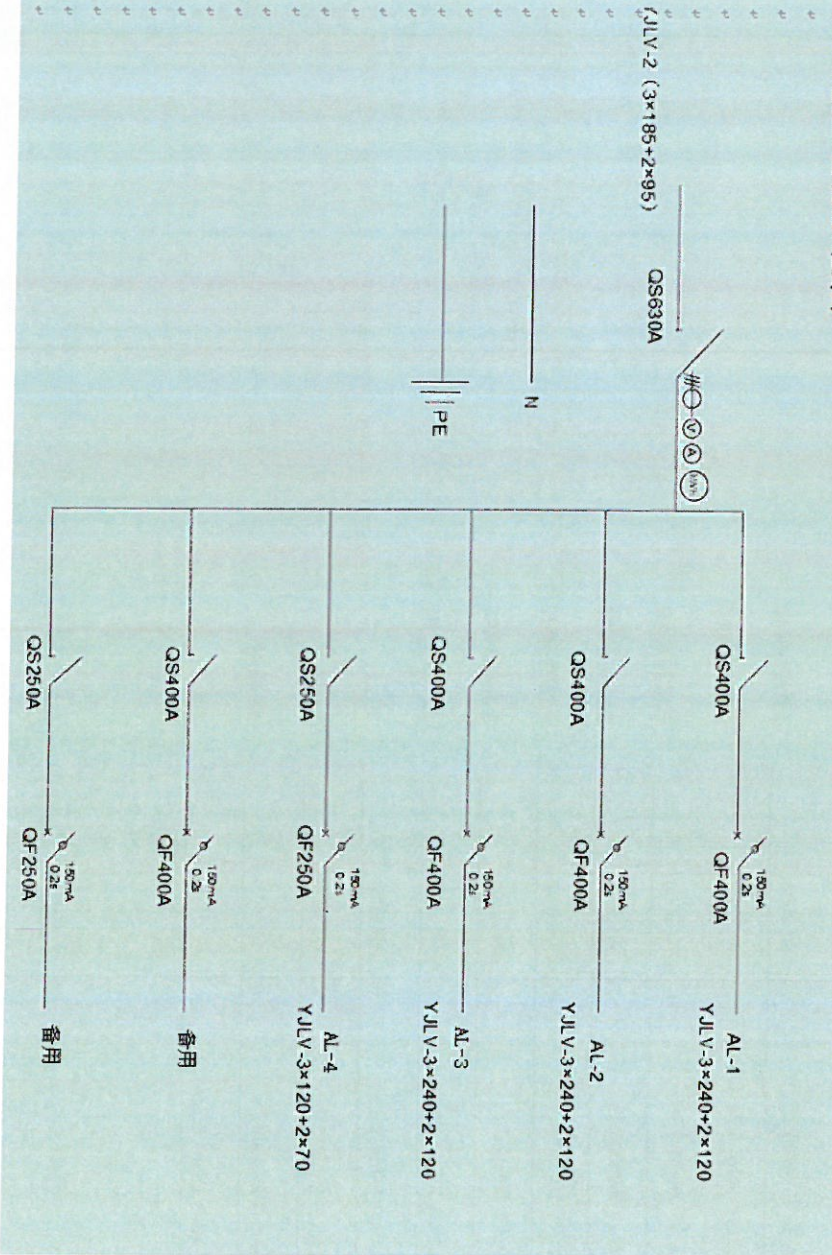 YJLV-2（3×185+2×95）
QS630A
V
A
N
PE
QS400A
150mA
0.2s
QF400A
AL-1
YJLV-3×240+2×120
QS400A
150mA
0.2s
QF400A
AL-2
YJLV-3×240+2×120
QS400A
150mA
0.2s
QF400A
AL-3
YJLV-3×240+2×120
QS250A
150mA
0.2s
QF250A
AL-4
YJLV-3×120+2×70
QS400A
150mA
0.2s
QF400A
备用
QS250A
150mA
0.2s
QF250A
备用